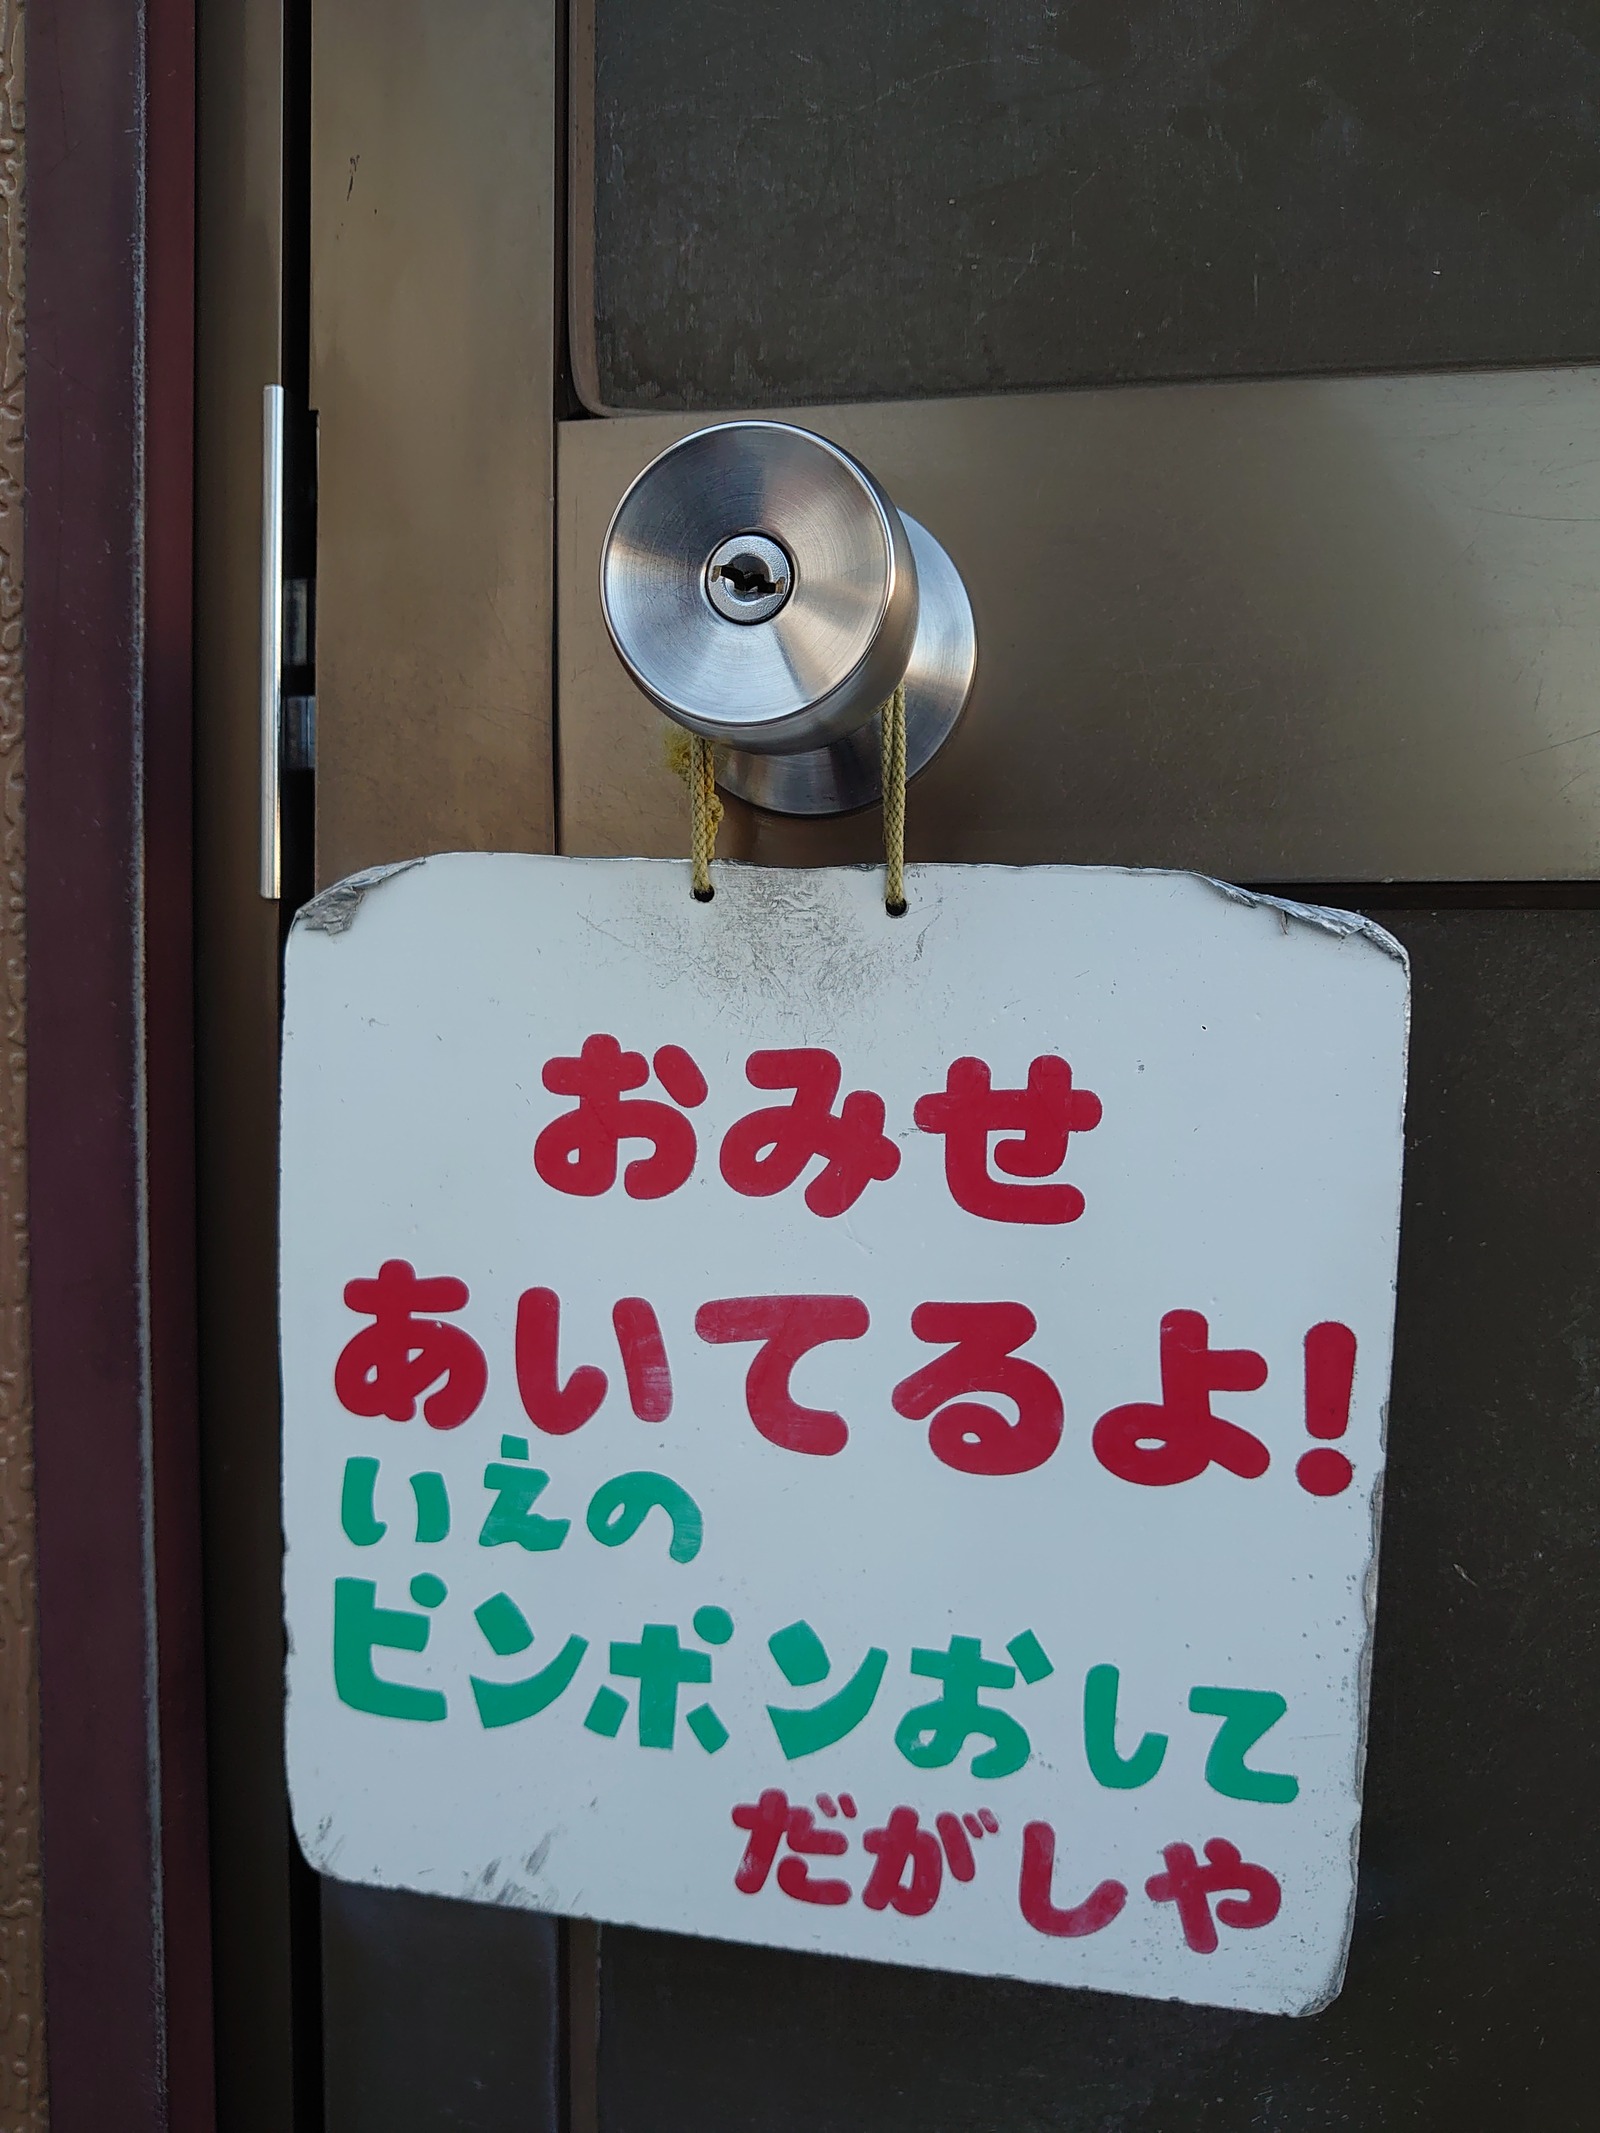 おみせ
あいてるよ!
いえの
ピンポンおして
だがしや